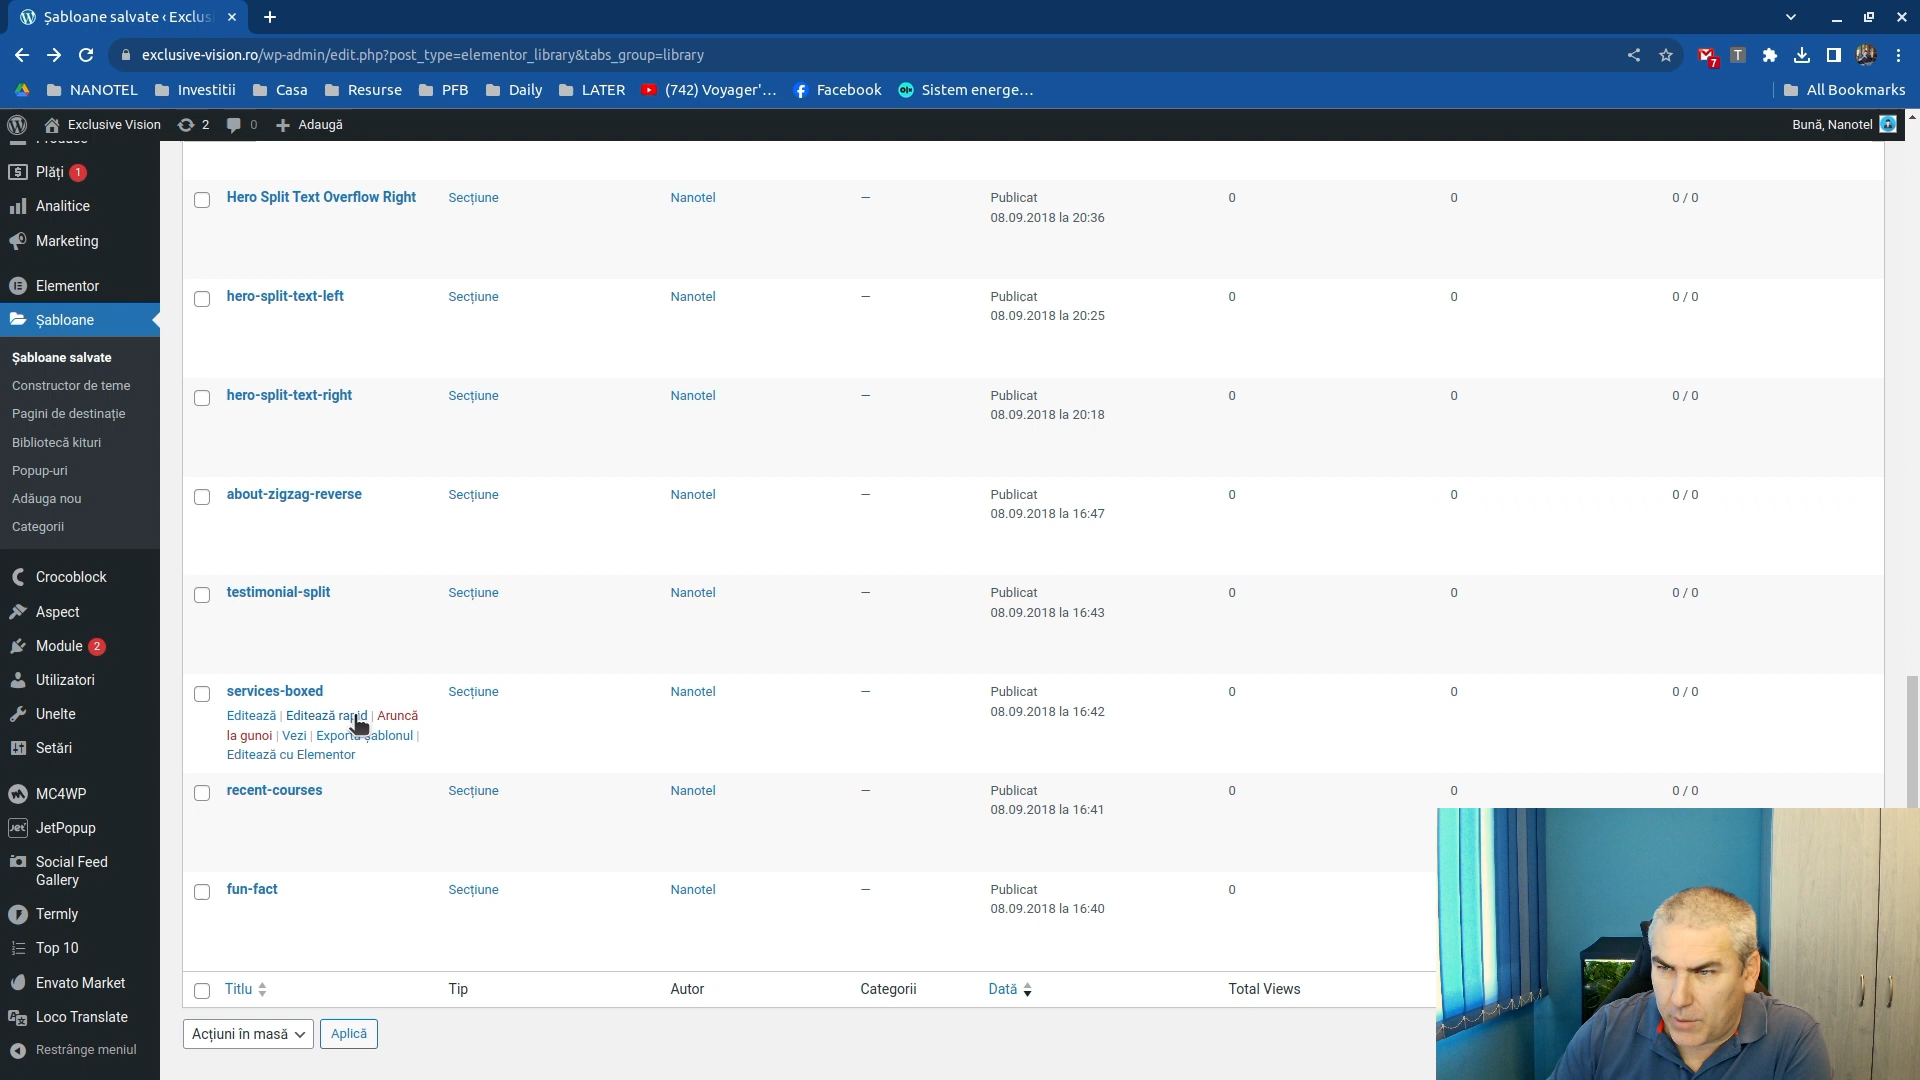 Șabloane salvate ‹ Exclus
exclusive-vision.ro/wp-admin/edit.php?post_type=elementor_library&tabs_group=library
7
T
NANOTEL
Investitii
Casa
Resurse
PFB
Daily
LATER
(742) Voyager'...
Facebook
Sistem energe...
All Bookmarks
Exclusive Vision
2
0
Adaugă
Bună, Nanotel
Produse
Plăți 1
Analitice
Marketing
Elementor
Șabloane
Șabloane salvate
Constructor de teme
Pagini de destinație
Bibliotecă kituri
Popup-uri
Adăuga nou
Categorii
Crocoblock
Aspect
Module 2
Utilizatori
Unelte
Setări
MC4WP
JetPopup
Social Feed
Gallery
Termly
Top 10
Envato Market
Loco Translate
Restrânge meniul
Hero Split Text Overflow Right Secțiune Nanotel — Publicat 0 0 0 / 0
08.09.2018 la 20:36
hero-split-text-left Secțiune Nanotel — Publicat 0 0 0 / 0
08.09.2018 la 20:25
hero-split-text-right Secțiune Nanotel — Publicat 0 0 0 / 0
08.09.2018 la 20:18
about-zigzag-reverse Secțiune Nanotel — Publicat 0 0 0 / 0
08.09.2018 la 16:47
testimonial-split Secțiune Nanotel — Publicat 0 0 0 / 0
08.09.2018 la 16:43
services-boxed Secțiune Nanotel — Publicat 0 0 0 / 0
08.09.2018 la 16:42
Editează | Editează rapid | Aruncă
la gunoi | Vezi | Exportă șablonul |
Editează cu Elementor
recent-courses Secțiune Nanotel — Publicat 0 0 0 / 0
08.09.2018 la 16:41
fun-fact Secțiune Nanotel — Publicat 0
08.09.2018 la 16:40
Titlu Tip Autor Categorii Dată Total Views
Acțiuni în masă Aplică